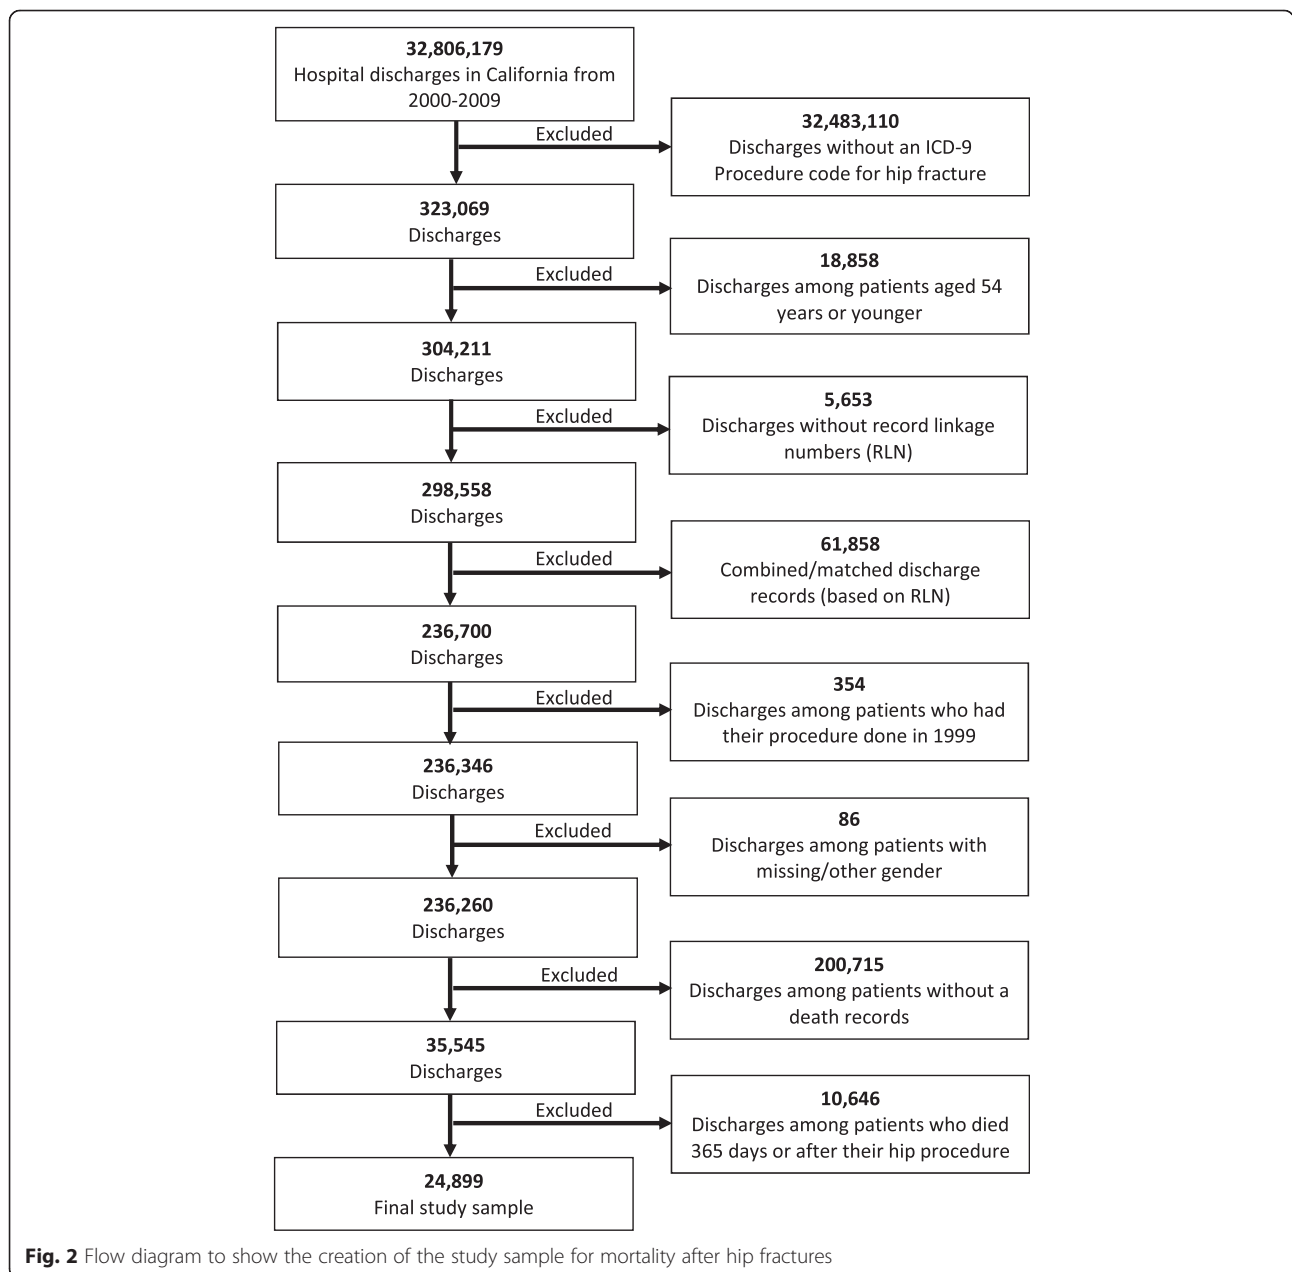 32,806,179
Hospital discharges in California from
2000-2009
Excluded
32,483,110
Discharges without an ICD-9
Procedure code for hip fracture
323,069
Discharges
Excluded
18,858
Discharges among patients aged 54
years or younger
304,211
Discharges
Excluded
5,653
Discharges without record linkage
numbers (RLN)
298,558
Discharges
Excluded
61,858
Combined/matched discharge
records (based on RLN)
236,700
Discharges
Excluded
354
Discharges among patients who had
their procedure done in 1999
236,346
Discharges
Excluded
86
Discharges among patients with
missing/other gender
236,260
Discharges
Excluded
200,715
Discharges among patients without a
death records
35,545
Discharges
Excluded
10,646
Discharges among patients who died
365 days or after their hip procedure
24,899
Final study sample
Fig. 2 Flow diagram to show the creation of the study sample for mortality after hip fractures